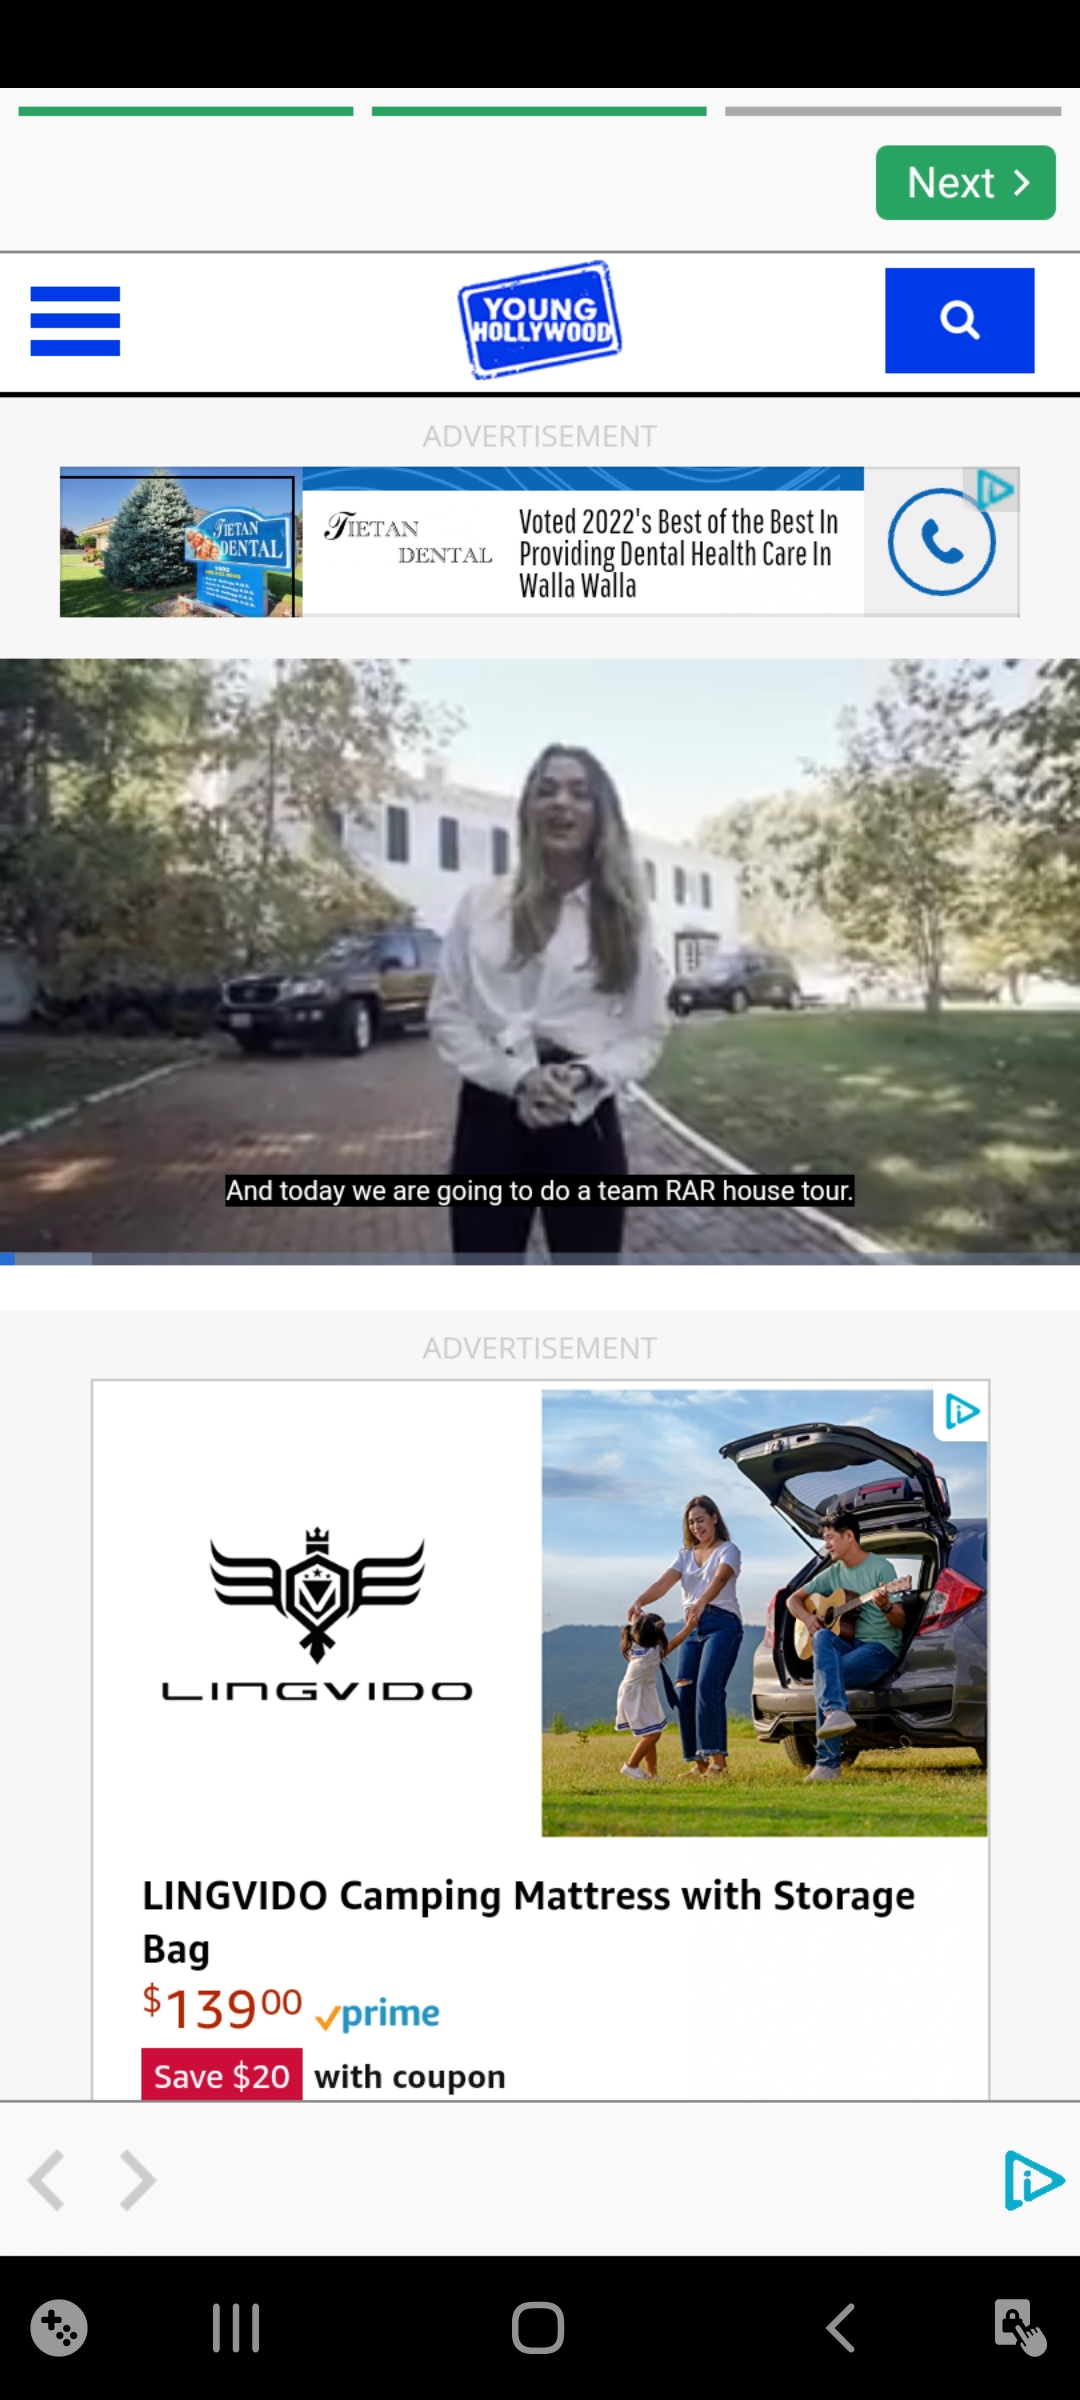 Next
YOUNG
HOLLYWOOD
ADVERTISEMENT
TIETAN
DENTAL
TIETAN
DENTAL
Voted 2022's Best of the Best In
Providing Dental Health Care In
Walla Walla
And today we are going to do a team RAR house tour.
ADVERTISEMENT
LINGVIDO
LINGVIDO Camping Mattress with Storage
Bag
$13900 prime
Save $20 with coupon